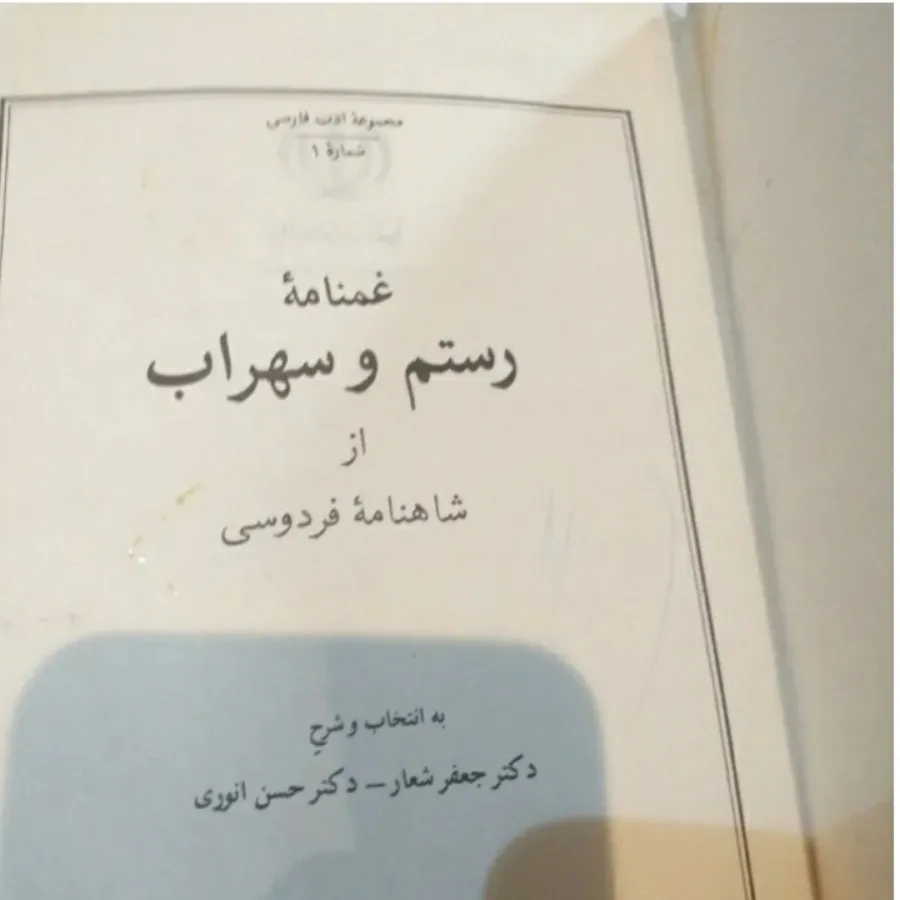 مجموعهٔ ادب فارسی
شمارهٔ ۱
غمنامهٔ
رستم و سهراب
از
شاهنامهٔ فردوسی
به انتخاب و شرحِ
دکتر جعفر شعار – دکتر حسن انوری